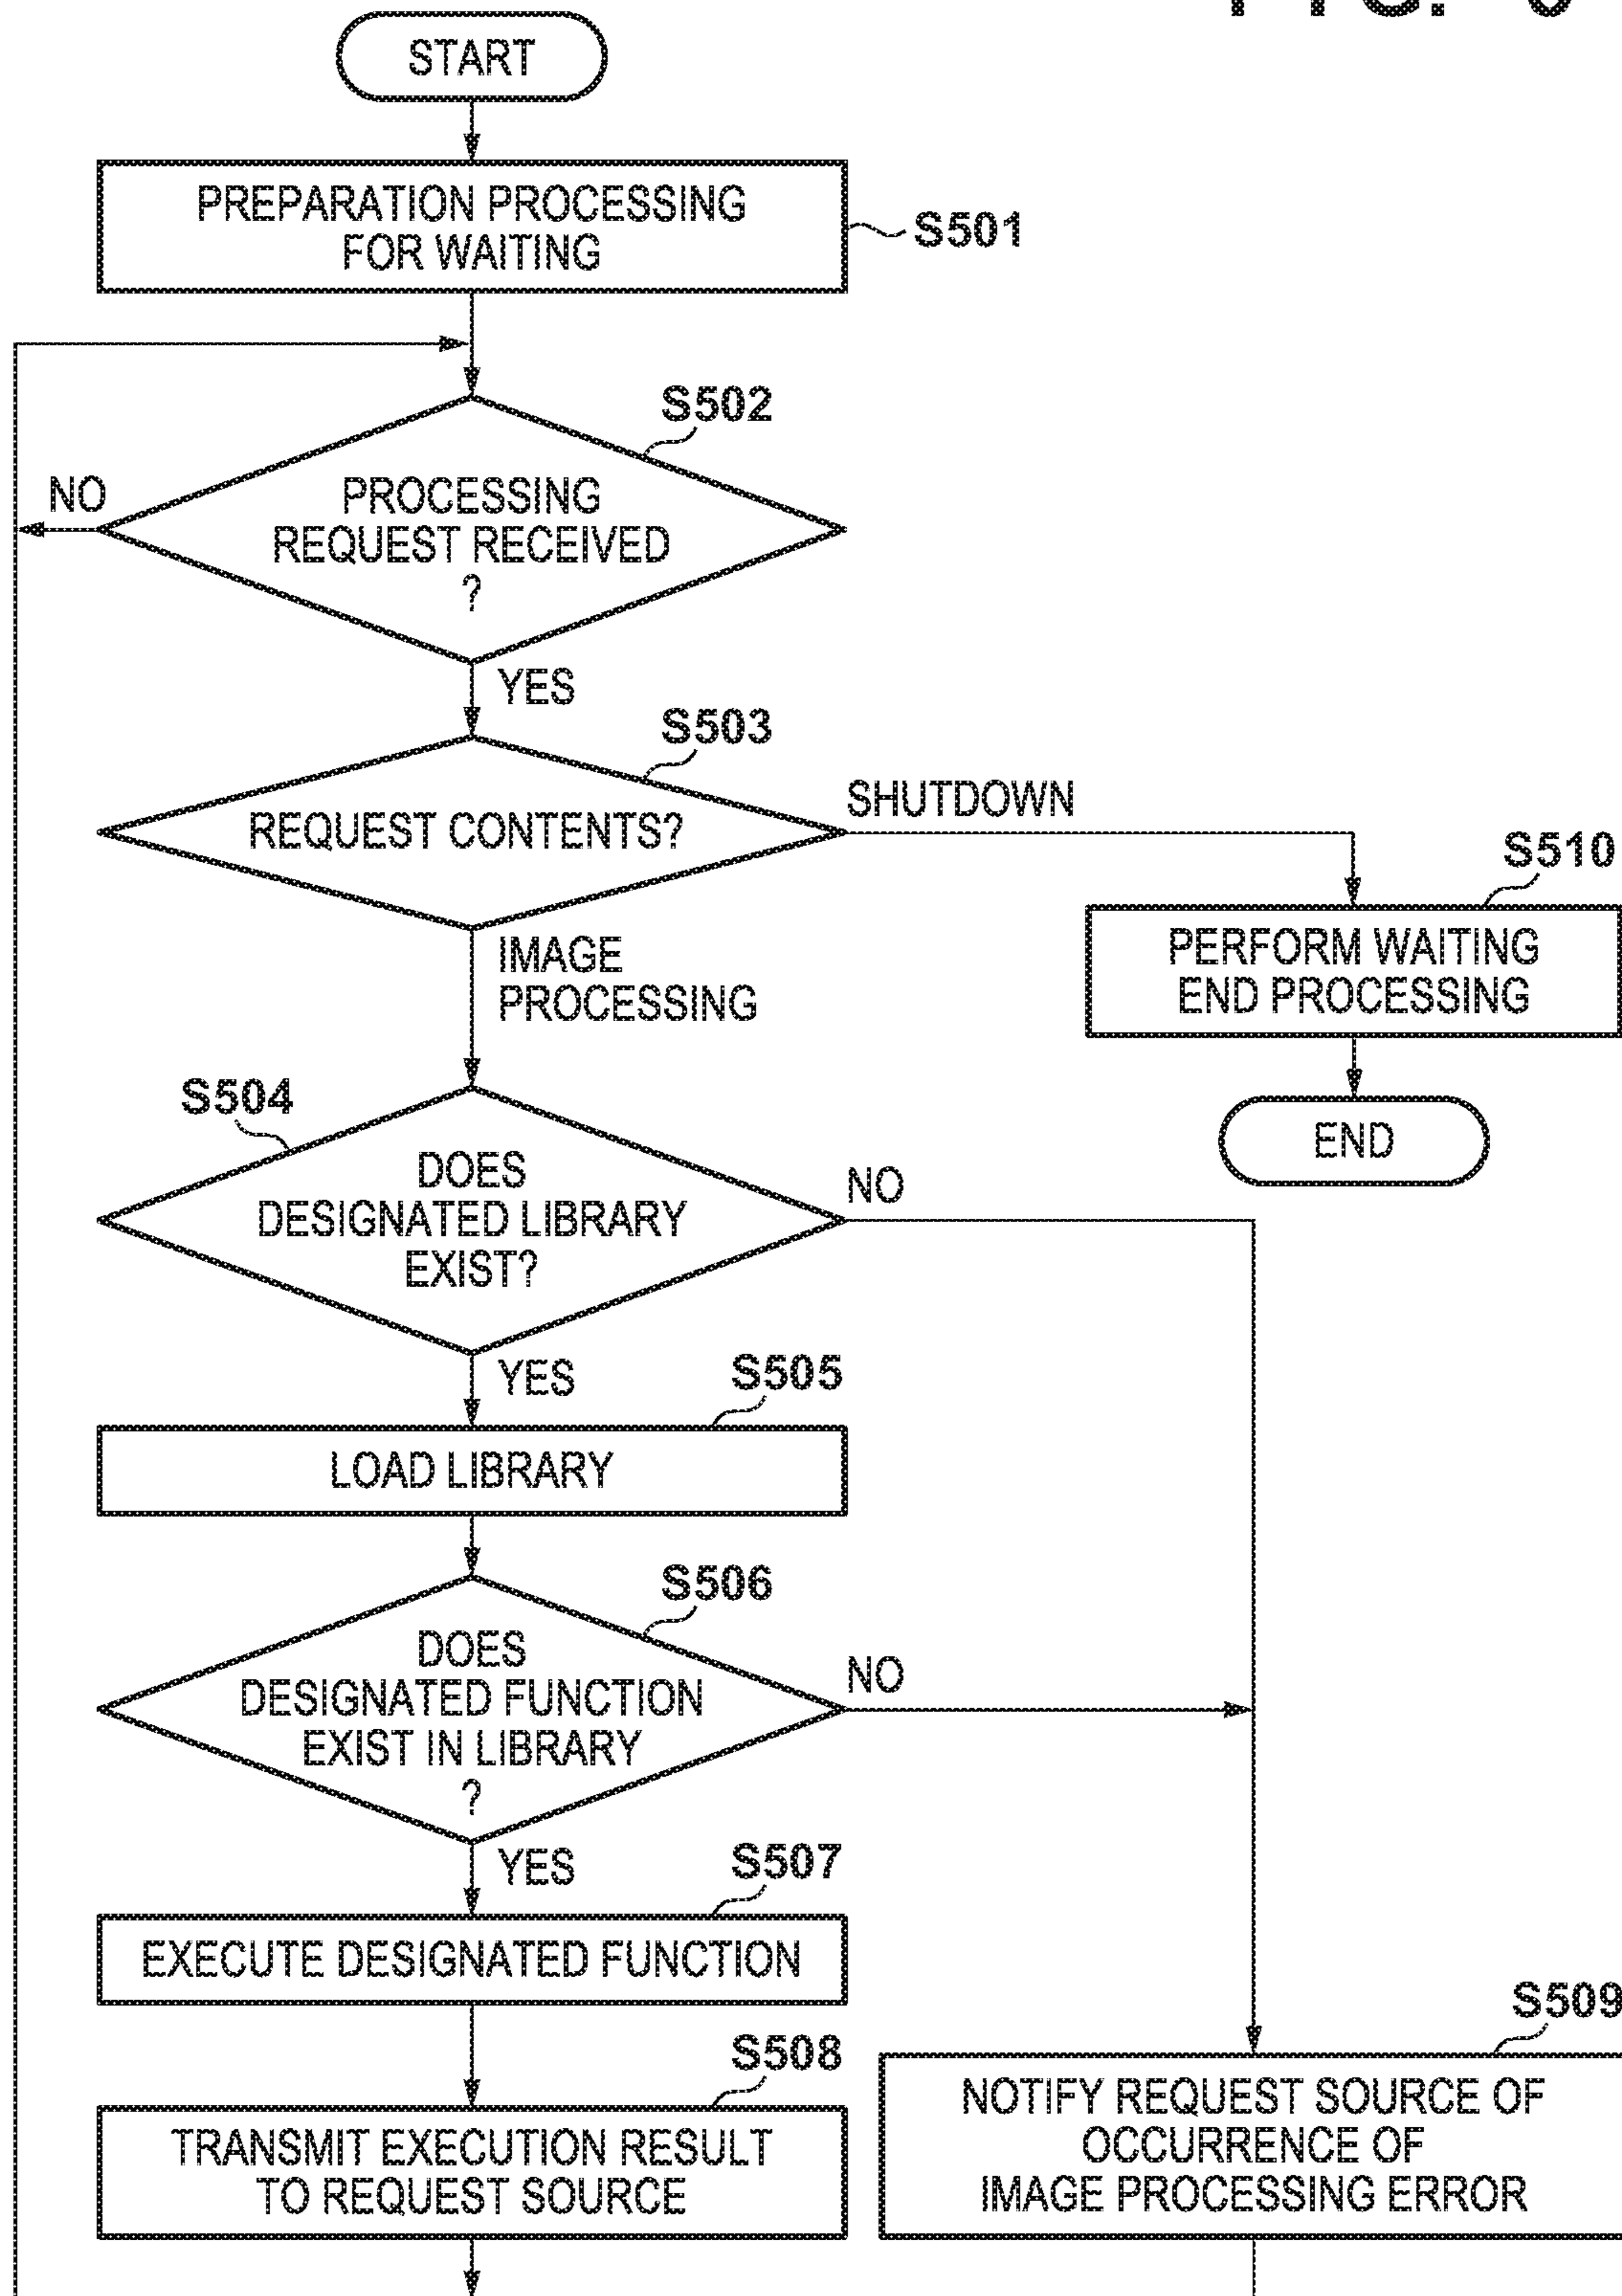 START
PREPARATION PROCESSING
FOR WAITING
S501
S502
NO
PROCESSING
REQUEST RECEIVED
?
YES
S503
REQUEST CONTENTS?
SHUTDOWN
S510
IMAGE
PROCESSING
PERFORM WAITING
END PROCESSING
END
S504
DOES
DESIGNATED LIBRARY
EXIST?
NO
YES
S505
LOAD LIBRARY
S506
DOES
DESIGNATED FUNCTION
EXIST IN LIBRARY
?
NO
YES
S507
EXECUTE DESIGNATED FUNCTION
S509
S508
TRANSMIT EXECUTION RESULT
TO REQUEST SOURCE
NOTIFY REQUEST SOURCE OF
OCCURRENCE OF
IMAGE PROCESSING ERROR